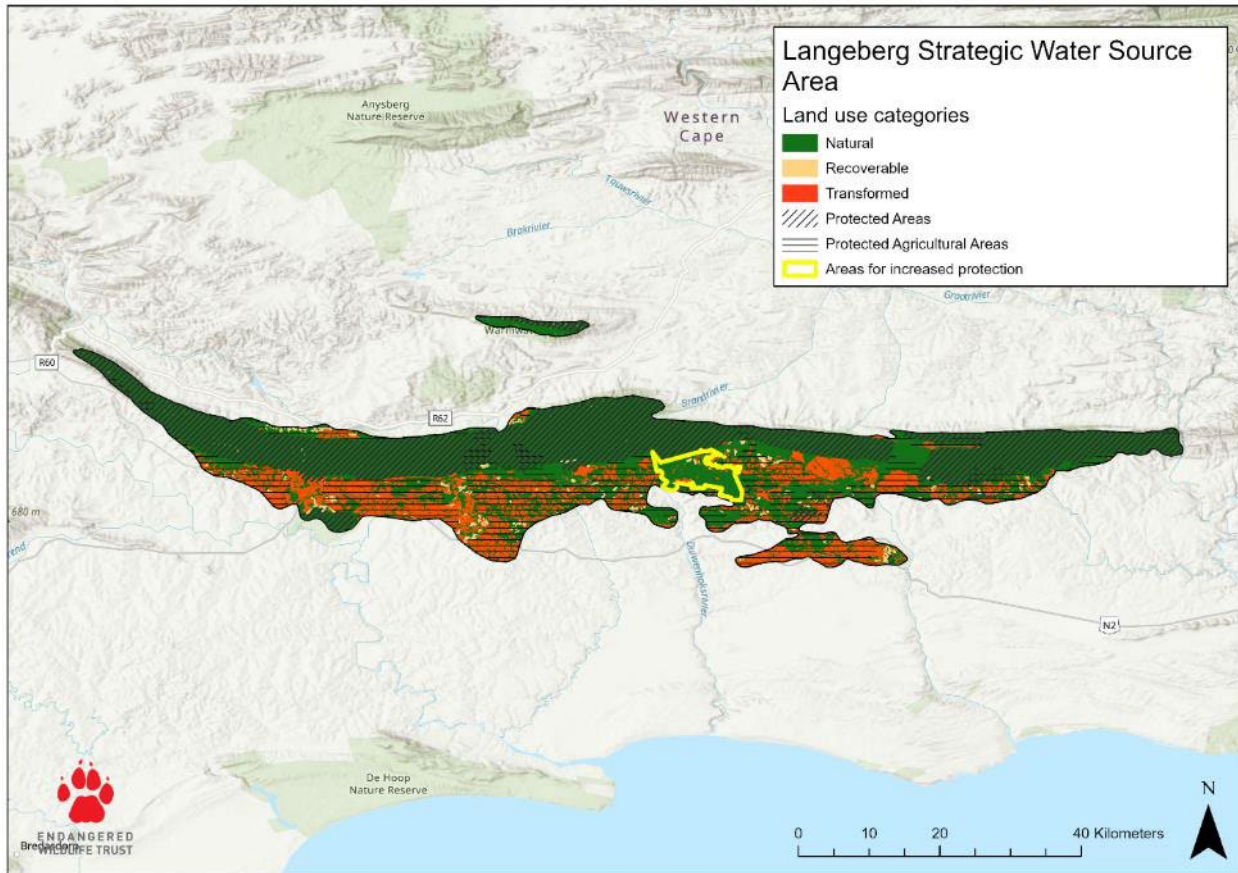 Langeberg Strategic Water Source
Area
Land use categories
Natural
Recoverable
Transformed
Protected Areas
Protected Agricultural Areas
Areas for increased protection
Anysberg
Nature Reserve
Western
Cape
Touwsrivier
Brakrivier
Grootrivier
R60
R62
Brandrivier
680 m
Duiwenhoksrivier
N2
De Hoop
Nature Reserve
ENDANGERED
WILDLIFE TRUST
N
0 10 20 40 Kilometers